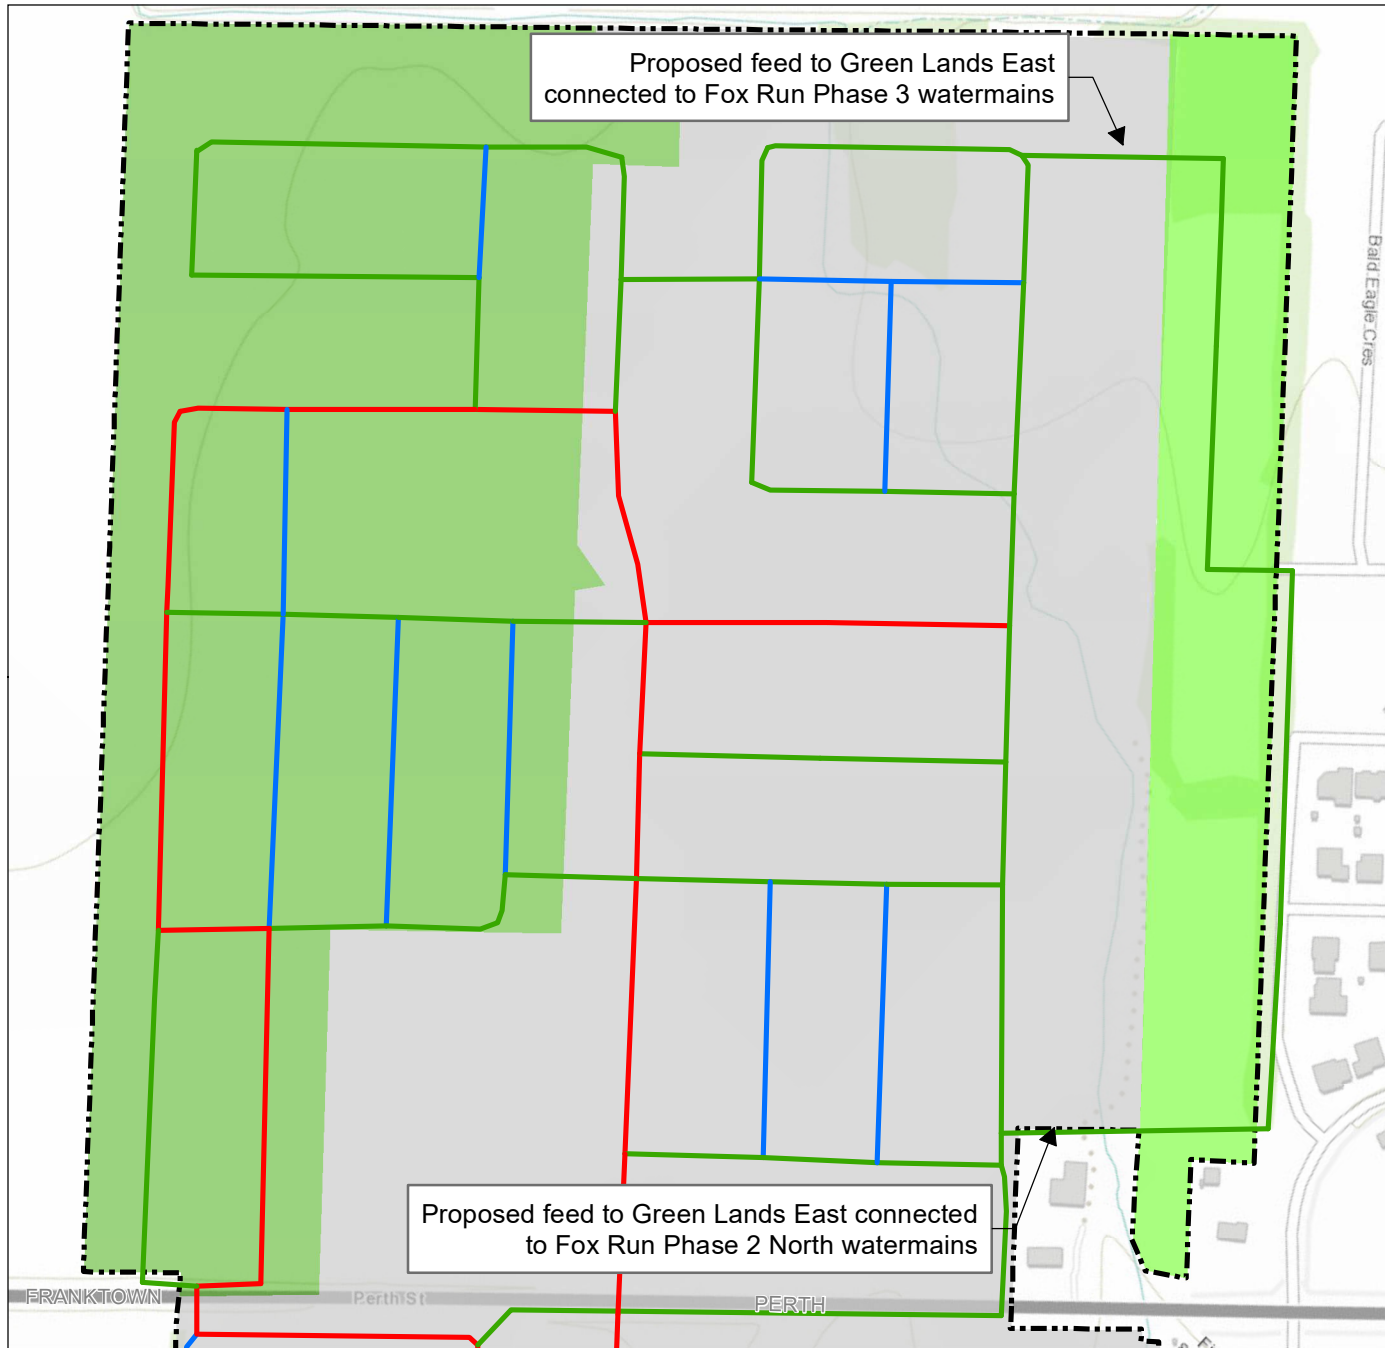 Proposed feed to Green Lands East
connected to Fox Run Phase 3 watermains
Bald Eagle Cres
Proposed feed to Green Lands East connected
to Fox Run Phase 2 North watermains
FRANKTOWN
Perth St
PERTH